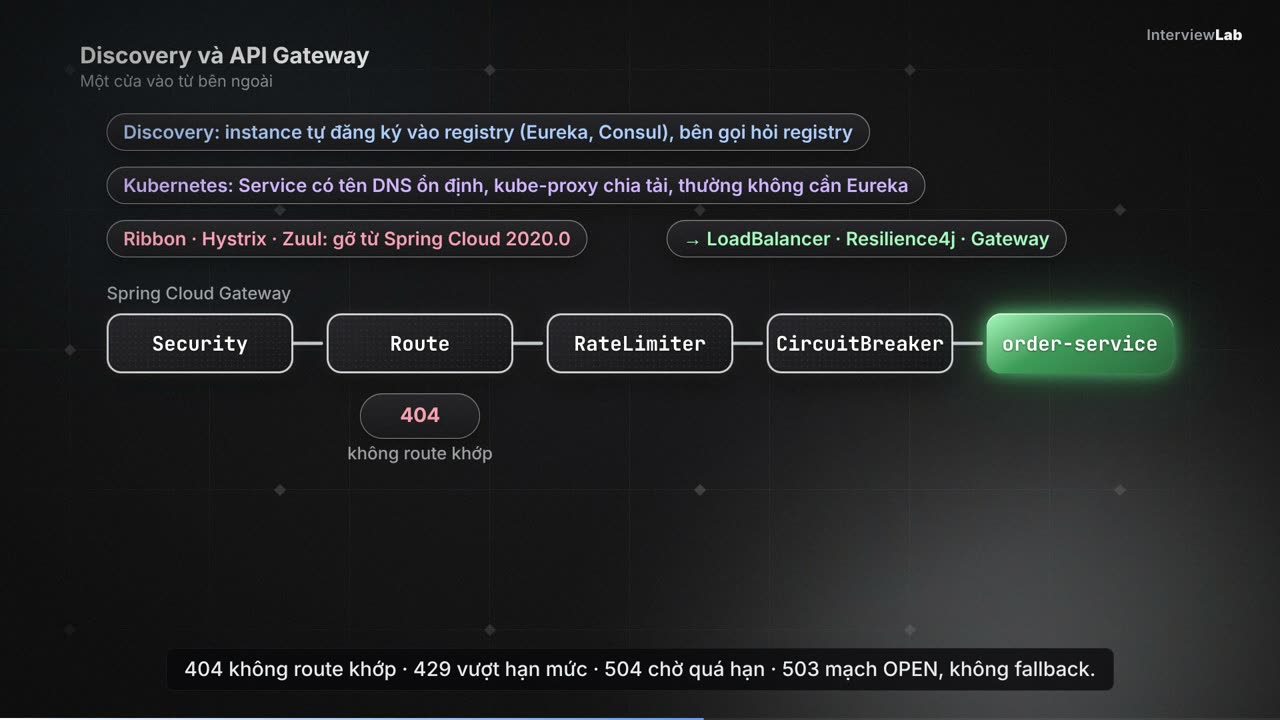 InterviewLab
Discovery và API Gateway
Một cửa vào từ bên ngoài
Discovery: instance tự đăng ký vào registry (Eureka, Consul), bên gọi hỏi registry
Kubernetes: Service có tên DNS ổn định, kube-proxy chia tải, thường không cần Eureka
Ribbon · Hystrix · Zuul: gỡ từ Spring Cloud 2020.0
→ LoadBalancer · Resilience4j · Gateway
Spring Cloud Gateway
Security
Route
RateLimiter
CircuitBreaker
order-service
404
không route khớp
404 không route khớp · 429 vượt hạn mức · 504 chờ quá hạn · 503 mạch OPEN, không fallback.